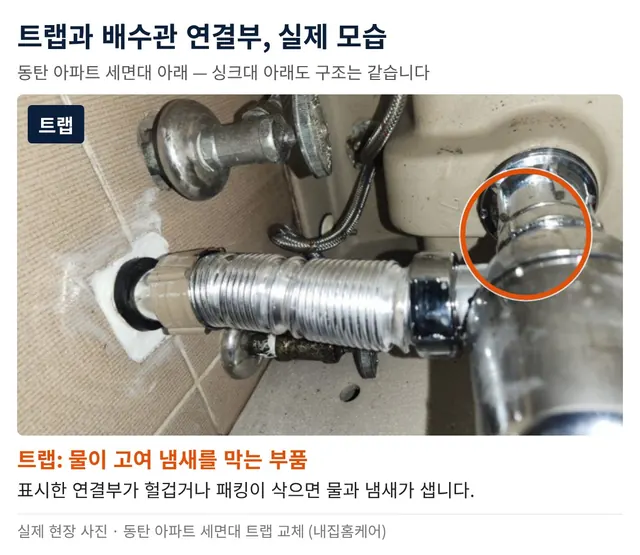 트랩과 배수관 연결부, 실제 모습
동탄 아파트 세면대 아래 — 싱크대 아래도 구조는 같습니다
트랩
트랩: 물이 고여 냄새를 막는 부품
표시한 연결부가 헐겁거나 패킹이 삭으면 물과 냄새가 샙니다.
실제 현장 사진 · 동탄 아파트 세면대 트랩 교체 (내집홈케어)